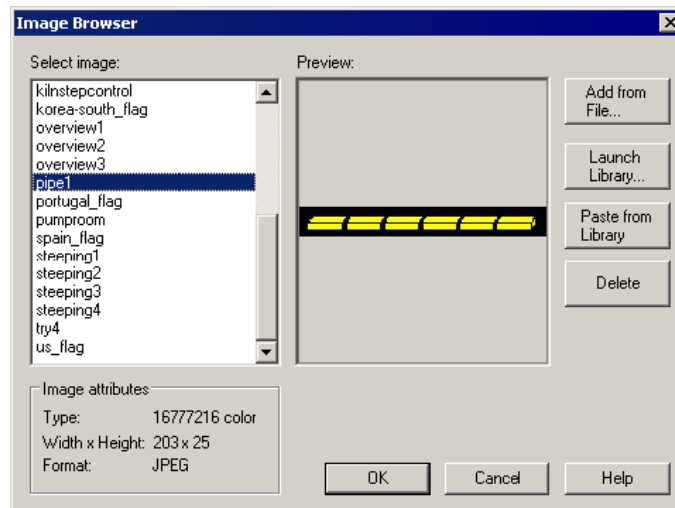 Image Browser
Select image:
kilnstepcontrol
korea-south_flag
overview1
overview2
overview3
pipe1
portugal_flag
pumproom
spain_flag
steeping1
steeping2
steeping3
steeping4
try4
us_flag
Preview:
Add from
File...
Launch
Library...
Paste from
Library
Delete
Image attributes
Type: 16777216 color
Width x Height: 203 x 25
Format: JPEG
OK
Cancel
Help